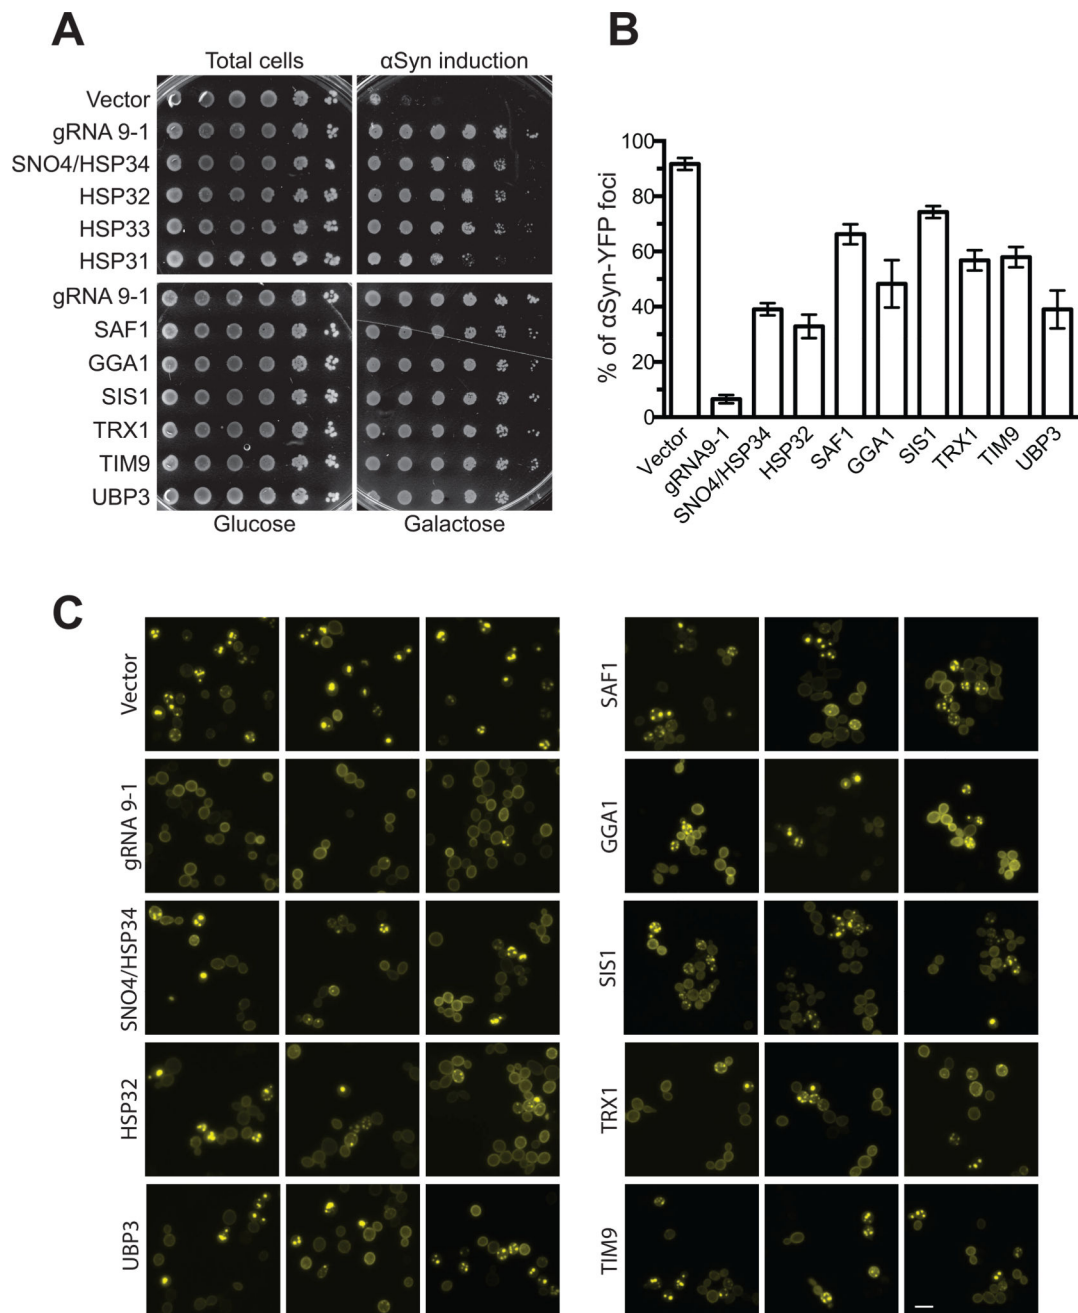 A
Total cells
αSyn induction
Vector
gRNA 9-1
SNO4/HSP34
HSP32
HSP33
HSP31
gRNA 9-1
SAF1
GGA1
SIS1
TRX1
TIM9
UBP3
Glucose
Galactose
B
% of αSyn-YFP foci
100
80
60
40
20
0
Vector
gRNA9-1
SNO4/HSP34
HSP32
SAF1
GGA1
SIS1
TRX1
TIM9
UBP3
C
Vector
gRNA 9-1
SNO4/HSP34
HSP32
UBP3
SAF1
GGA1
SIS1
TRX1
TIM9